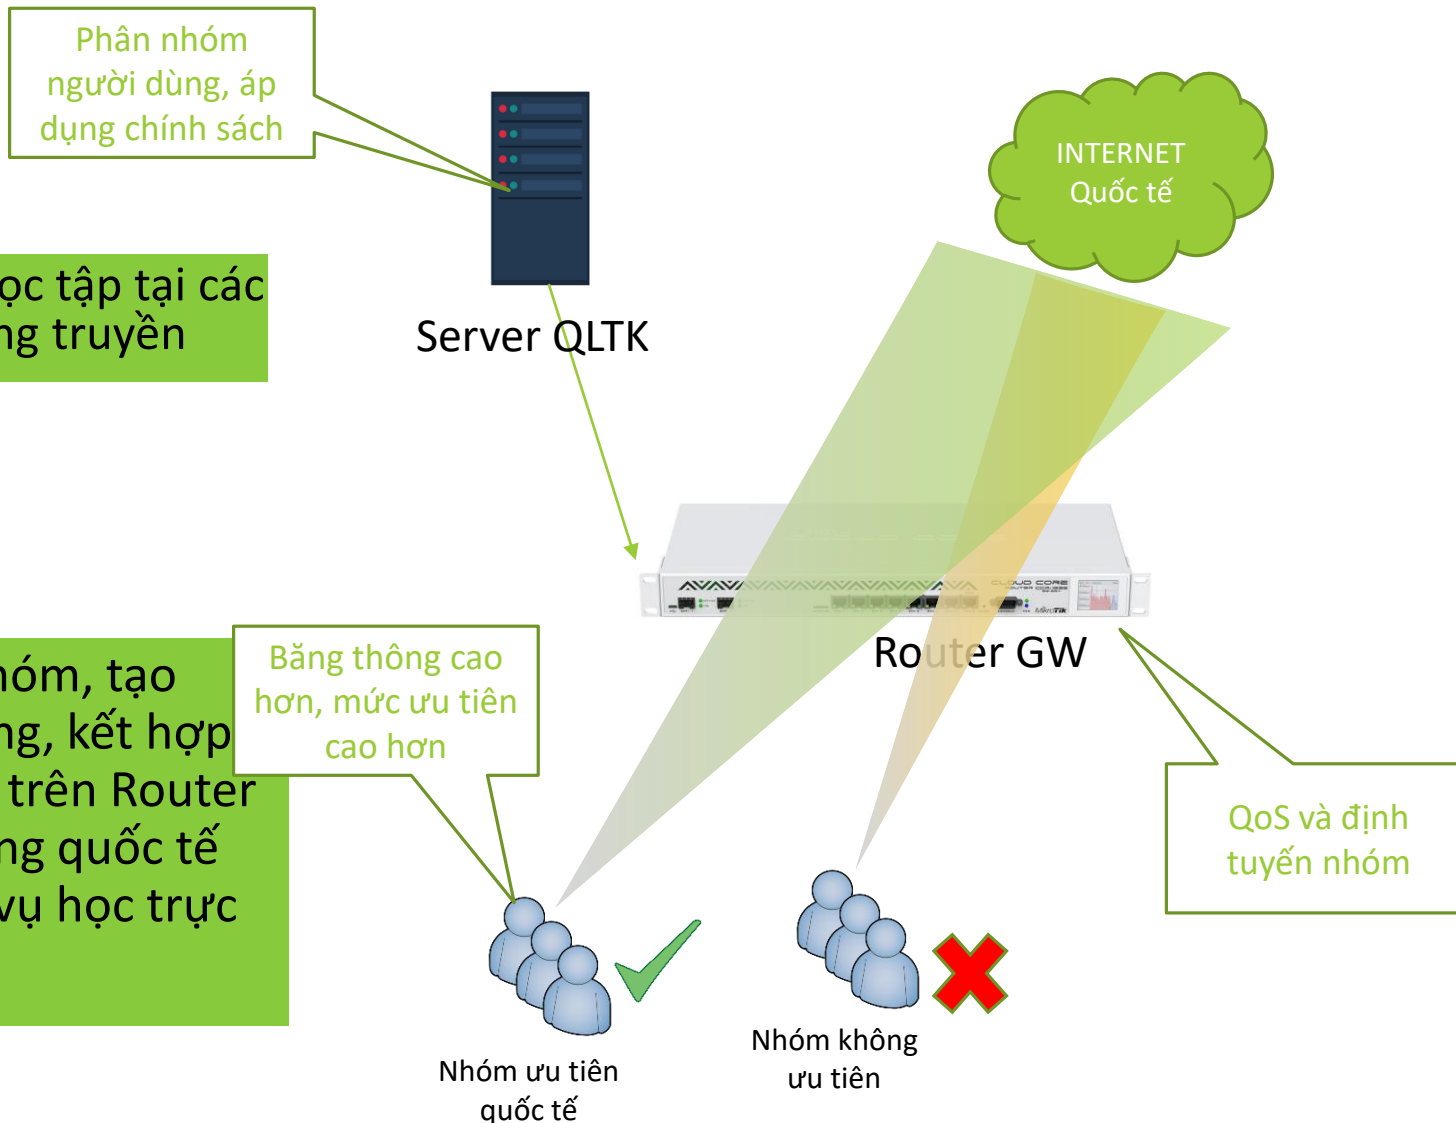 Phân nhóm
người dùng, áp
dụng chính sách
INTERNET
Quốc tế
ọc tập tại các
ng truyền
Server QLTK
CLOUD CORE
MikroTik
Router GW
hóm, tạo
ng, kết hợp
trên Router
ng quốc tế
vụ học trực
Băng thông cao
hơn, mức ưu tiên
cao hơn
QoS và định
tuyến nhóm
Nhóm ưu tiên
quốc tế
Nhóm không
ưu tiên